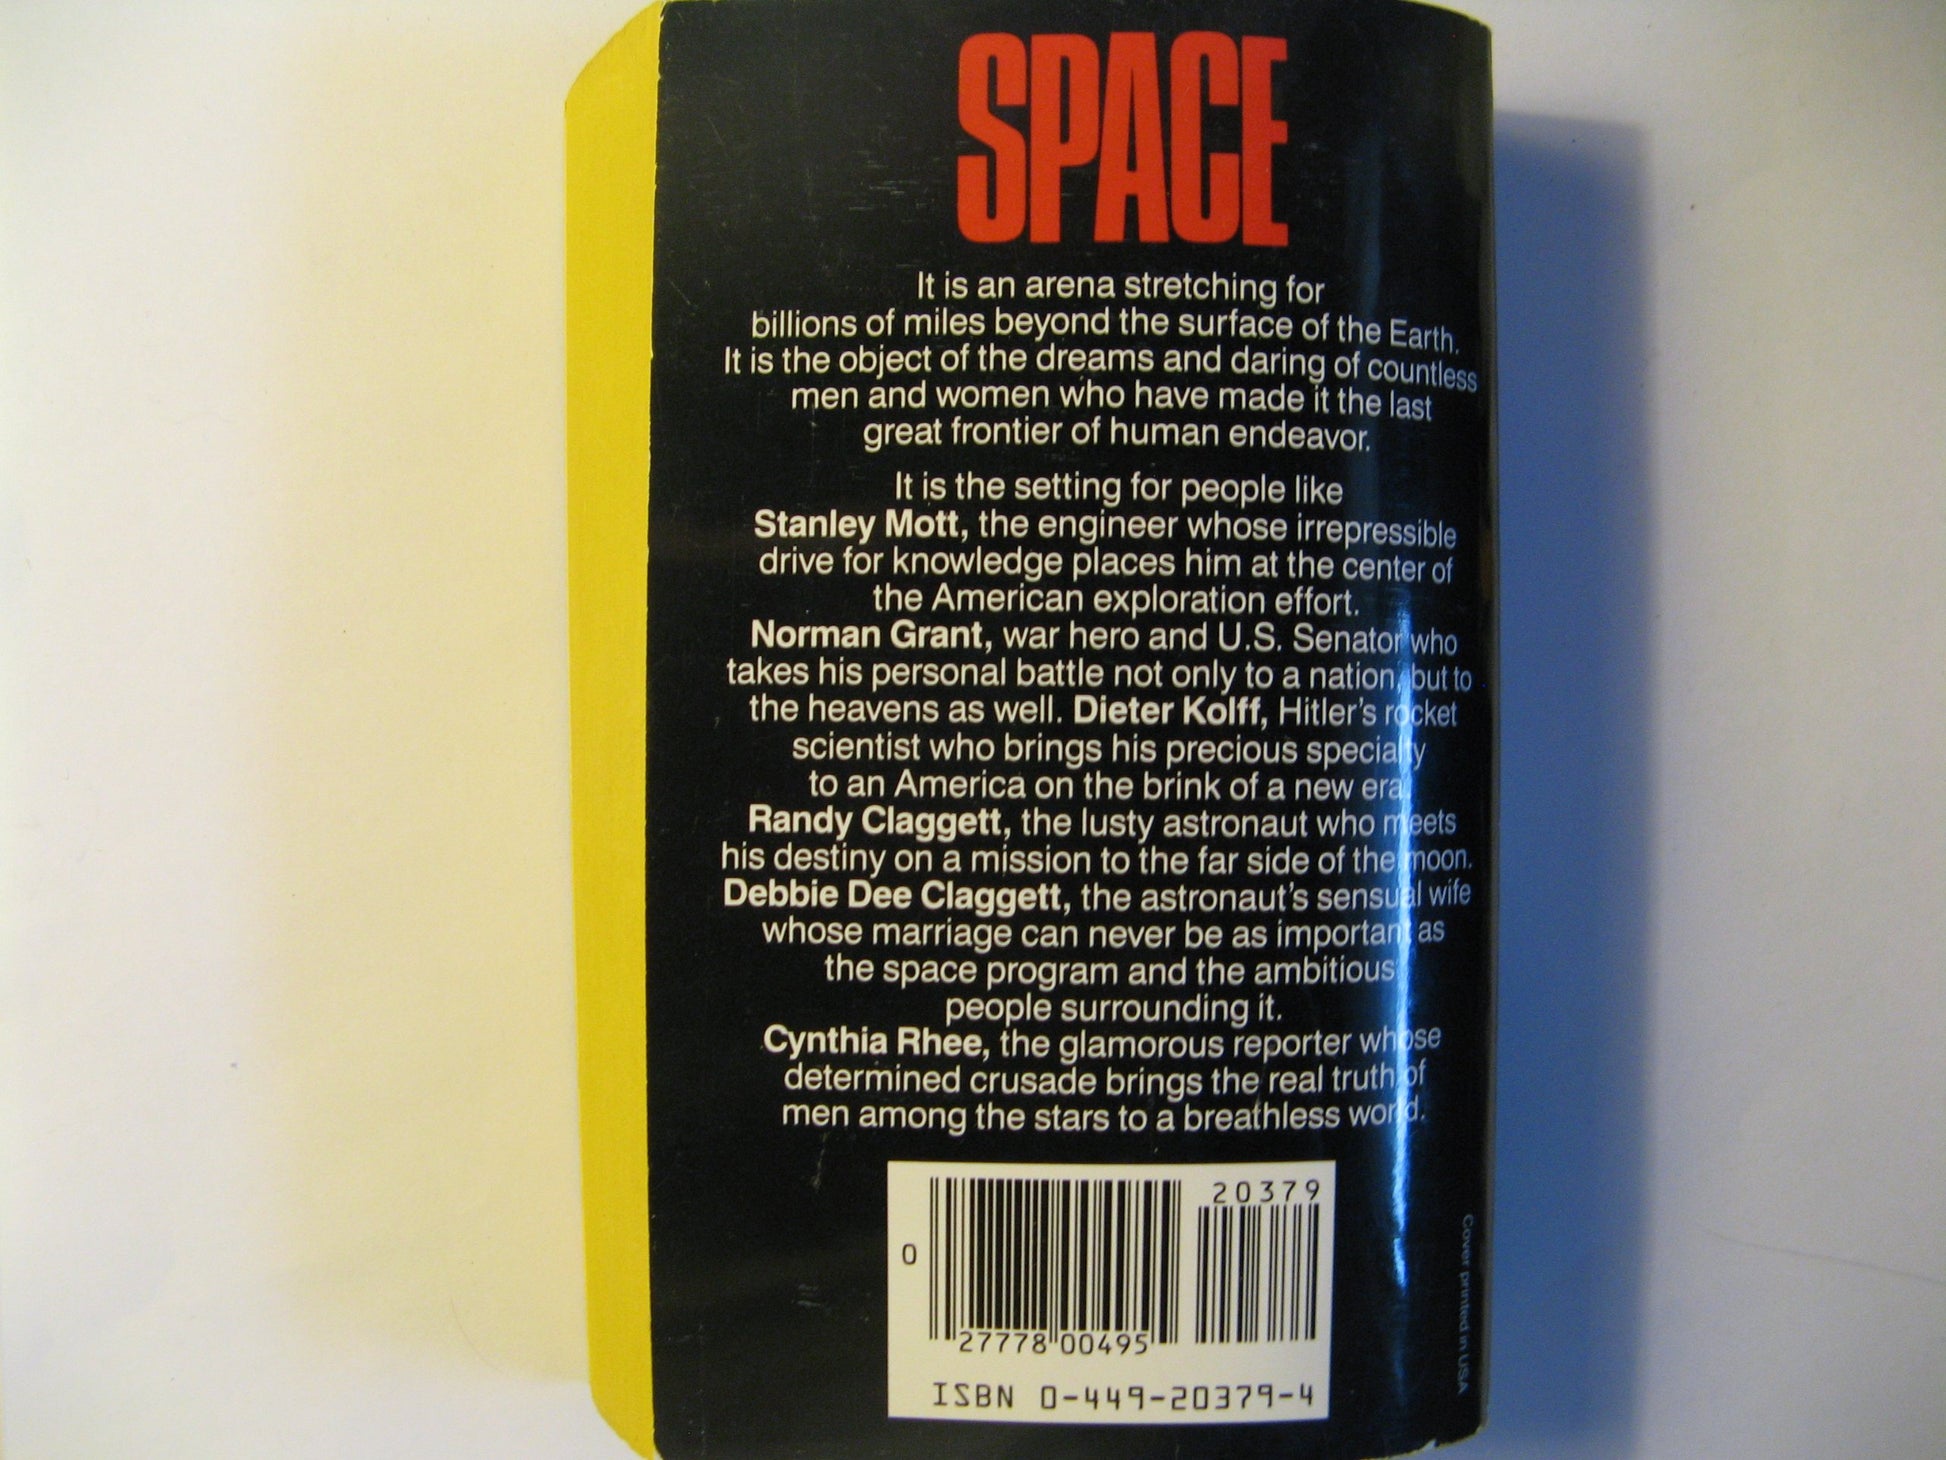 SPACE
It is an arena stretching for
billions of miles beyond the surface of the Earth.
It is the object of the dreams and daring of countless
men and women who have made it the last
great frontier of human endeavor.
It is the setting for people like
Stanley Mott, the engineer whose irrepressible
drive for knowledge places him at the center of
the American exploration effort.
Norman Grant, war hero and U.S. Senator who
takes his personal battle not only to a nation, but to
the heavens as well. Dieter Kolff, Hitler's rocket
scientist who brings his precious specialty
to an America on the brink of a new era.
Randy Claggett, the lusty astronaut who meets
his destiny on a mission to the far side of the moon.
Debbie Dee Claggett, the astronaut's sensual wife
whose marriage can never be as important as
the space program and the ambitious
people surrounding it.
Cynthia Rhee, the glamorous reporter whose
determined crusade brings the real truth of
men among the stars to a breathless world.
20379
0
27778 00495
ISBN 0-449-20379-4
Cover printed in USA